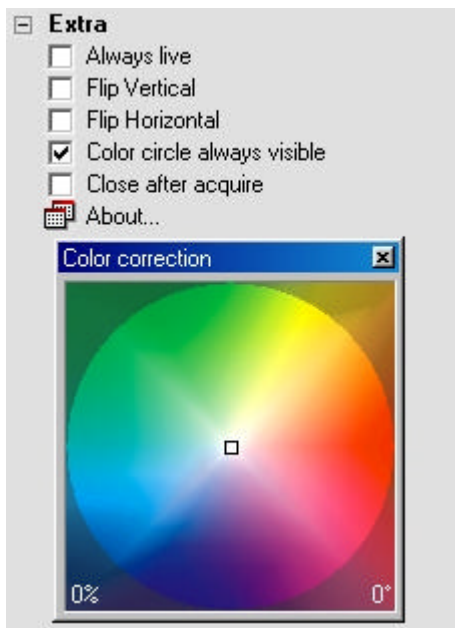 Extra
Always live
Flip Vertical
Flip Horizontal
Color circle always visible
Close after acquire
About...
Color correction
0% 0°